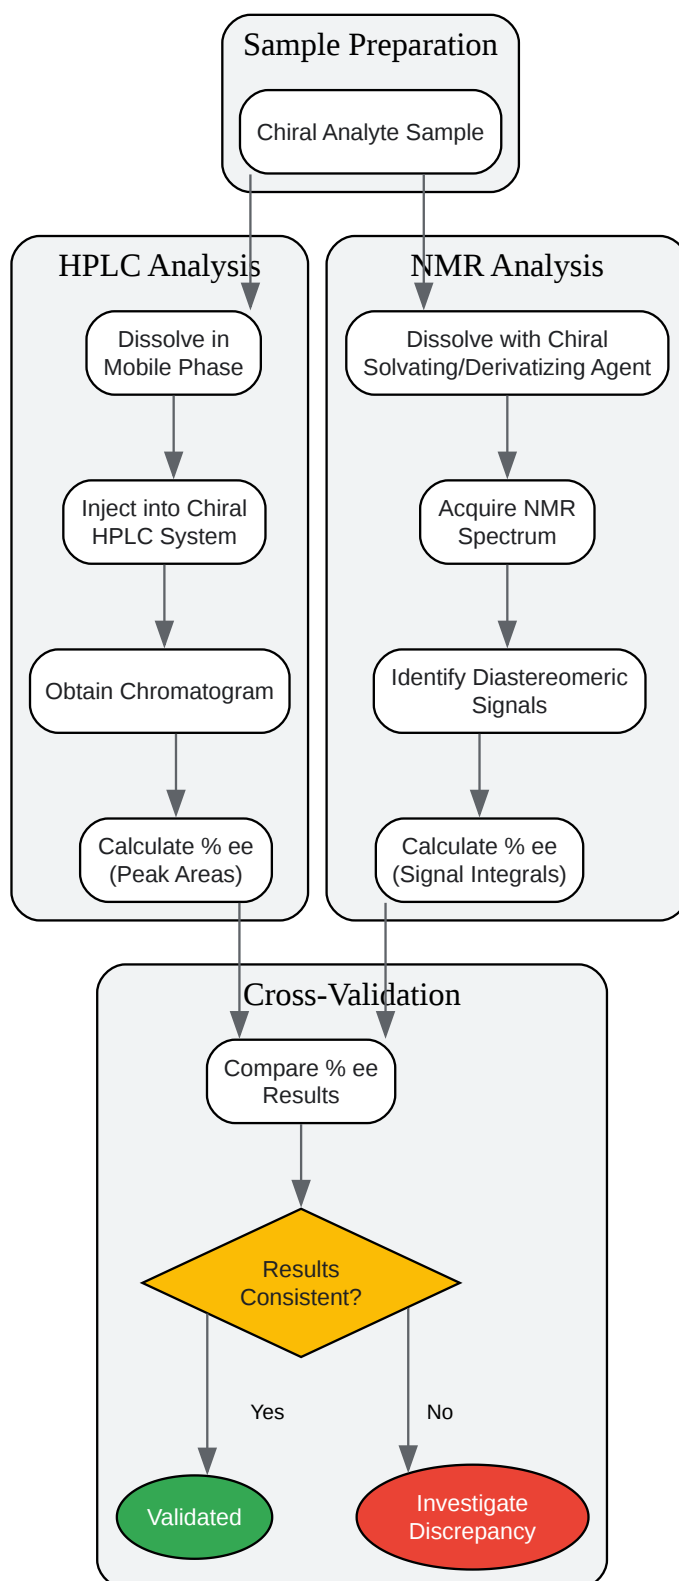 Sample Preparation
Chiral Analyte Sample
HPLC Analysis
Dissolve in
Mobile Phase
Inject into Chiral
HPLC System
Obtain Chromatogram
Calculate % ee
(Peak Areas)
NMR Analysis
Dissolve with Chiral
Solvating/Derivatizing Agent
Acquire NMR
Spectrum
Identify Diastereomeric
Signals
Calculate % ee
(Signal Integrals)
Cross-Validation
Compare % ee
Results
Results
Consistent?
Yes
No
Validated
Investigate
Discrepancy